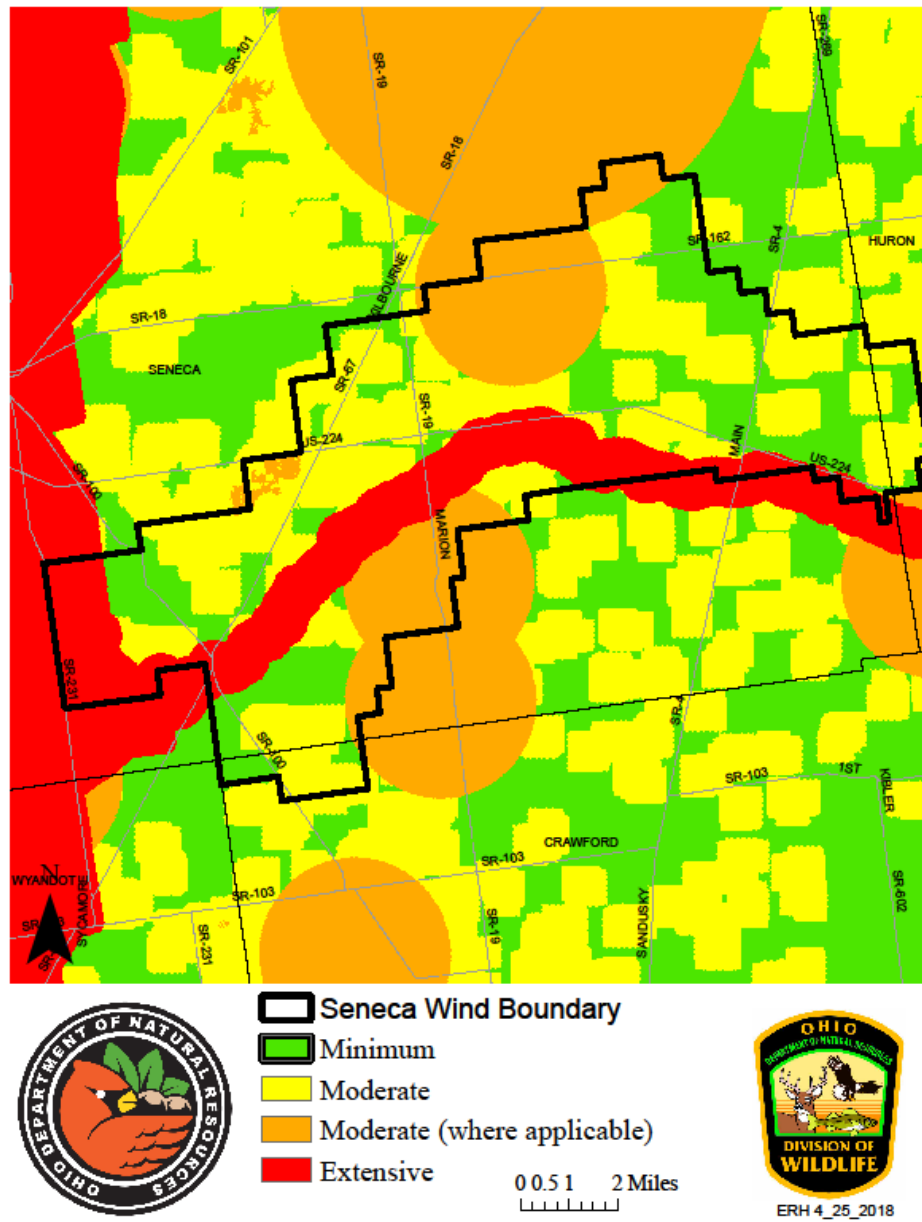 SR-101
SR-19
SR-269
SR-18
SR-162
SR-4
HURON
KILBOURNE
SR-18
SENECA
SR-67
SR-19
US-224
MAIN
US-224
SR-100
MARION
SR-231
SR-4
SR-100
SR-103
1ST
KIBLER
CRAWFORD
SR-103
WYANDOT
N
SYCAMORE
SR-103
SR-231
SR-19
SANDUSKY
SR-602
OHIO DEPARTMENT OF NATURAL RESOURCES
Seneca Wind Boundary
Minimum
Moderate
Moderate (where applicable)
Extensive
0 0.5 1 2 Miles
OHIO
DEPARTMENT OF NATURAL RESOURCES
DIVISION OF
WILDLIFE
ERH 4_25_2018